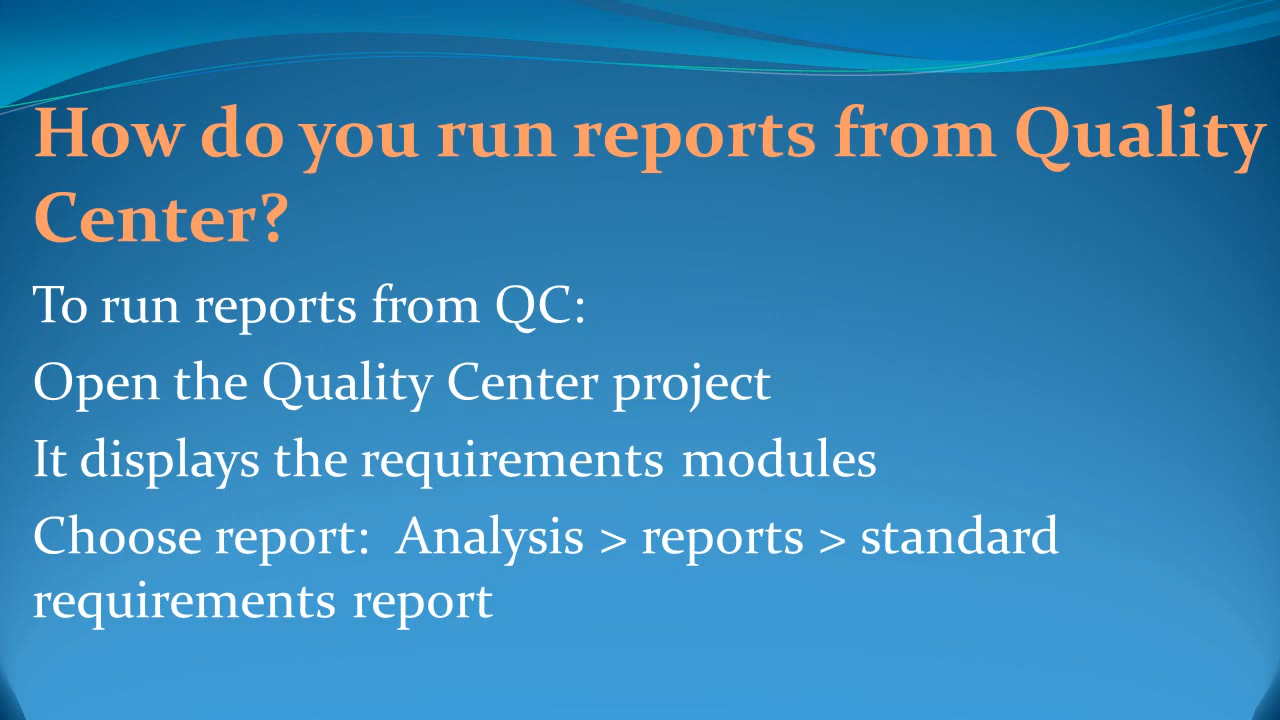 How do you run reports from Quality
Center?
To run reports from QC:
Open the Quality Center project
It displays the requirements modules
Choose report:  Analysis > reports > standard
requirements report